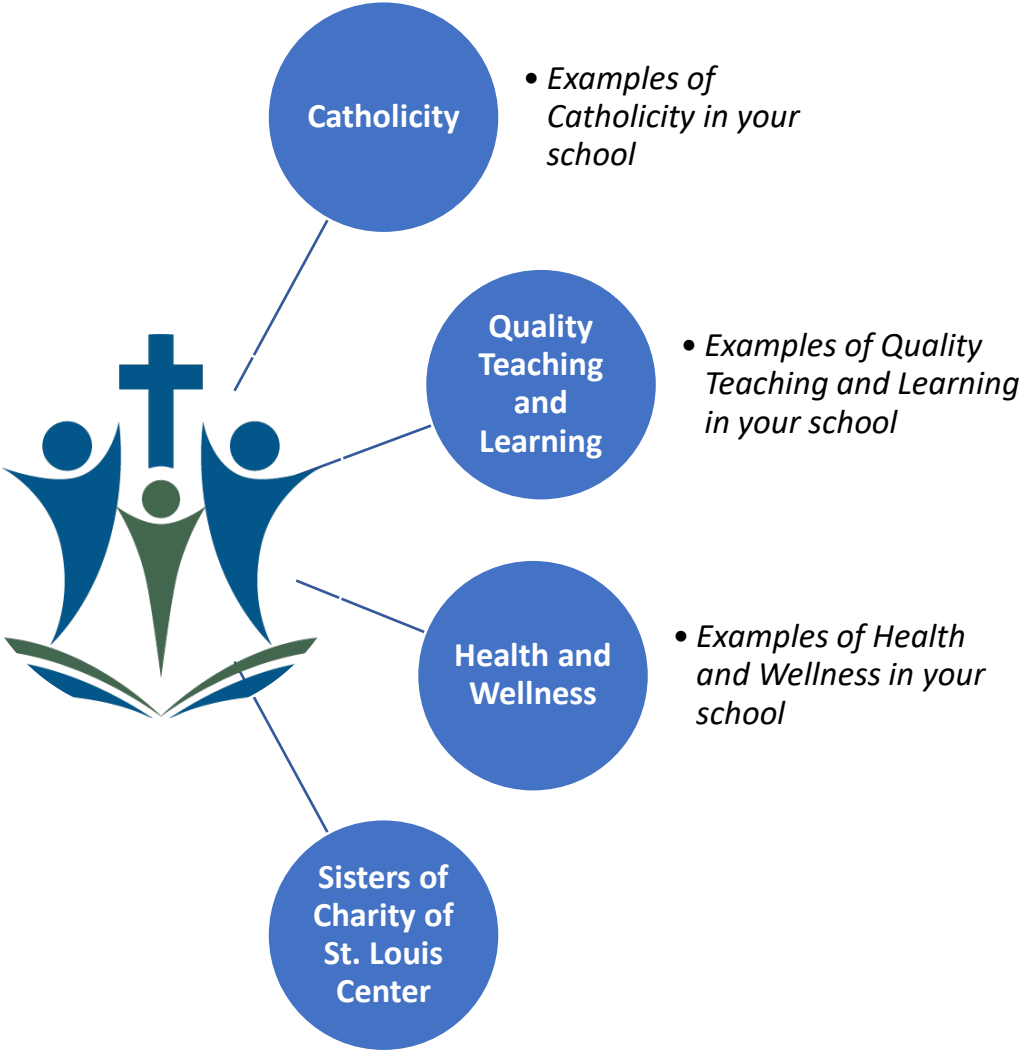 Catholicity
• Examples of
Catholicity in your
school
Quality
Teaching
and
Learning
• Examples of Quality
Teaching and Learning
in your school
Health and
Wellness
• Examples of Health
and Wellness in your
school
Sisters of
Charity of
St. Louis
Center